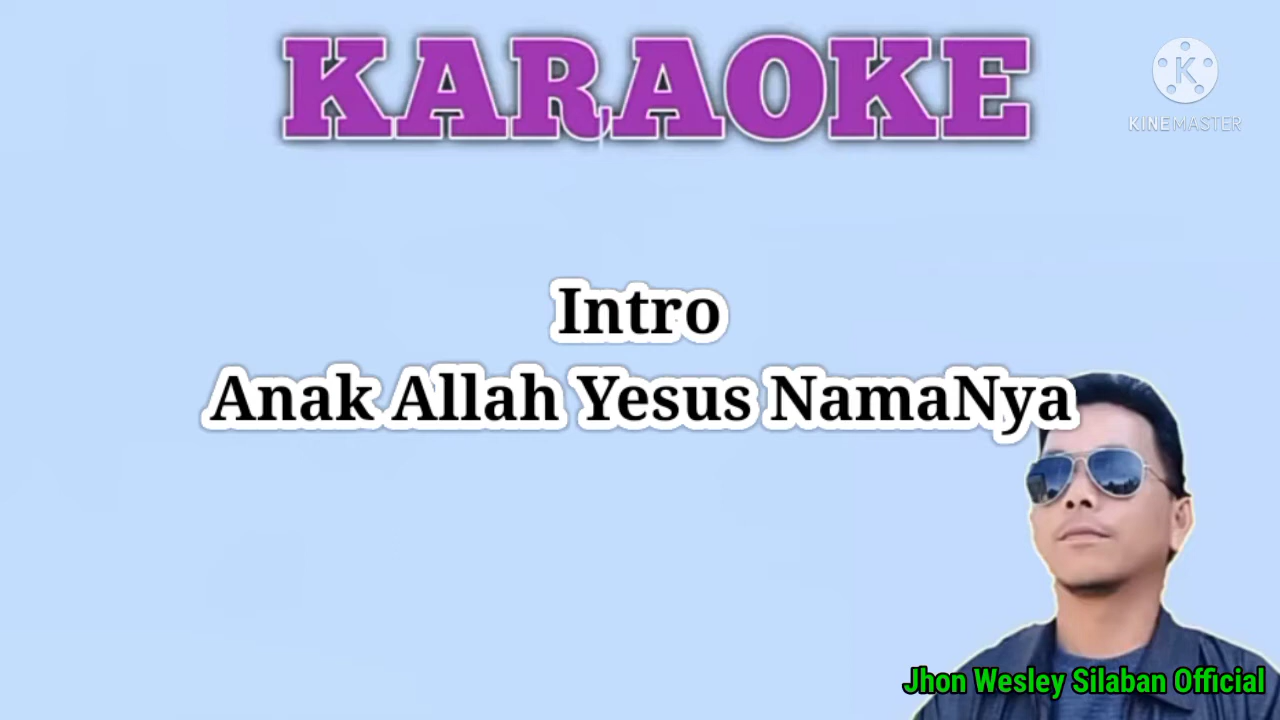 KARAOKE
KINEMASTER
Intro
Anak Allah Yesus NamaNya
Jhon Wesley Silaban Official